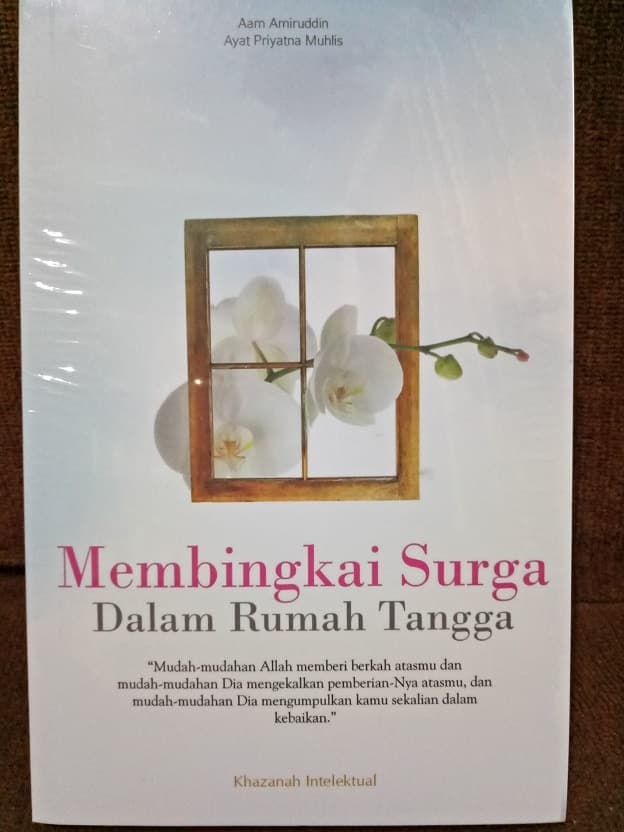 Aam Amiruddin
Ayat Priyatna Muhlis
Membingkai Surga
Dalam Rumah Tangga
“Mudah-mudahan Allah memberi berkah atasmu dan
mudah-mudahan Dia mengekalkan pemberian-Nya atasmu, dan
mudah-mudahan Dia mengumpulkan kamu sekalian dalam
kebaikan.”
Khazanah Intelektual